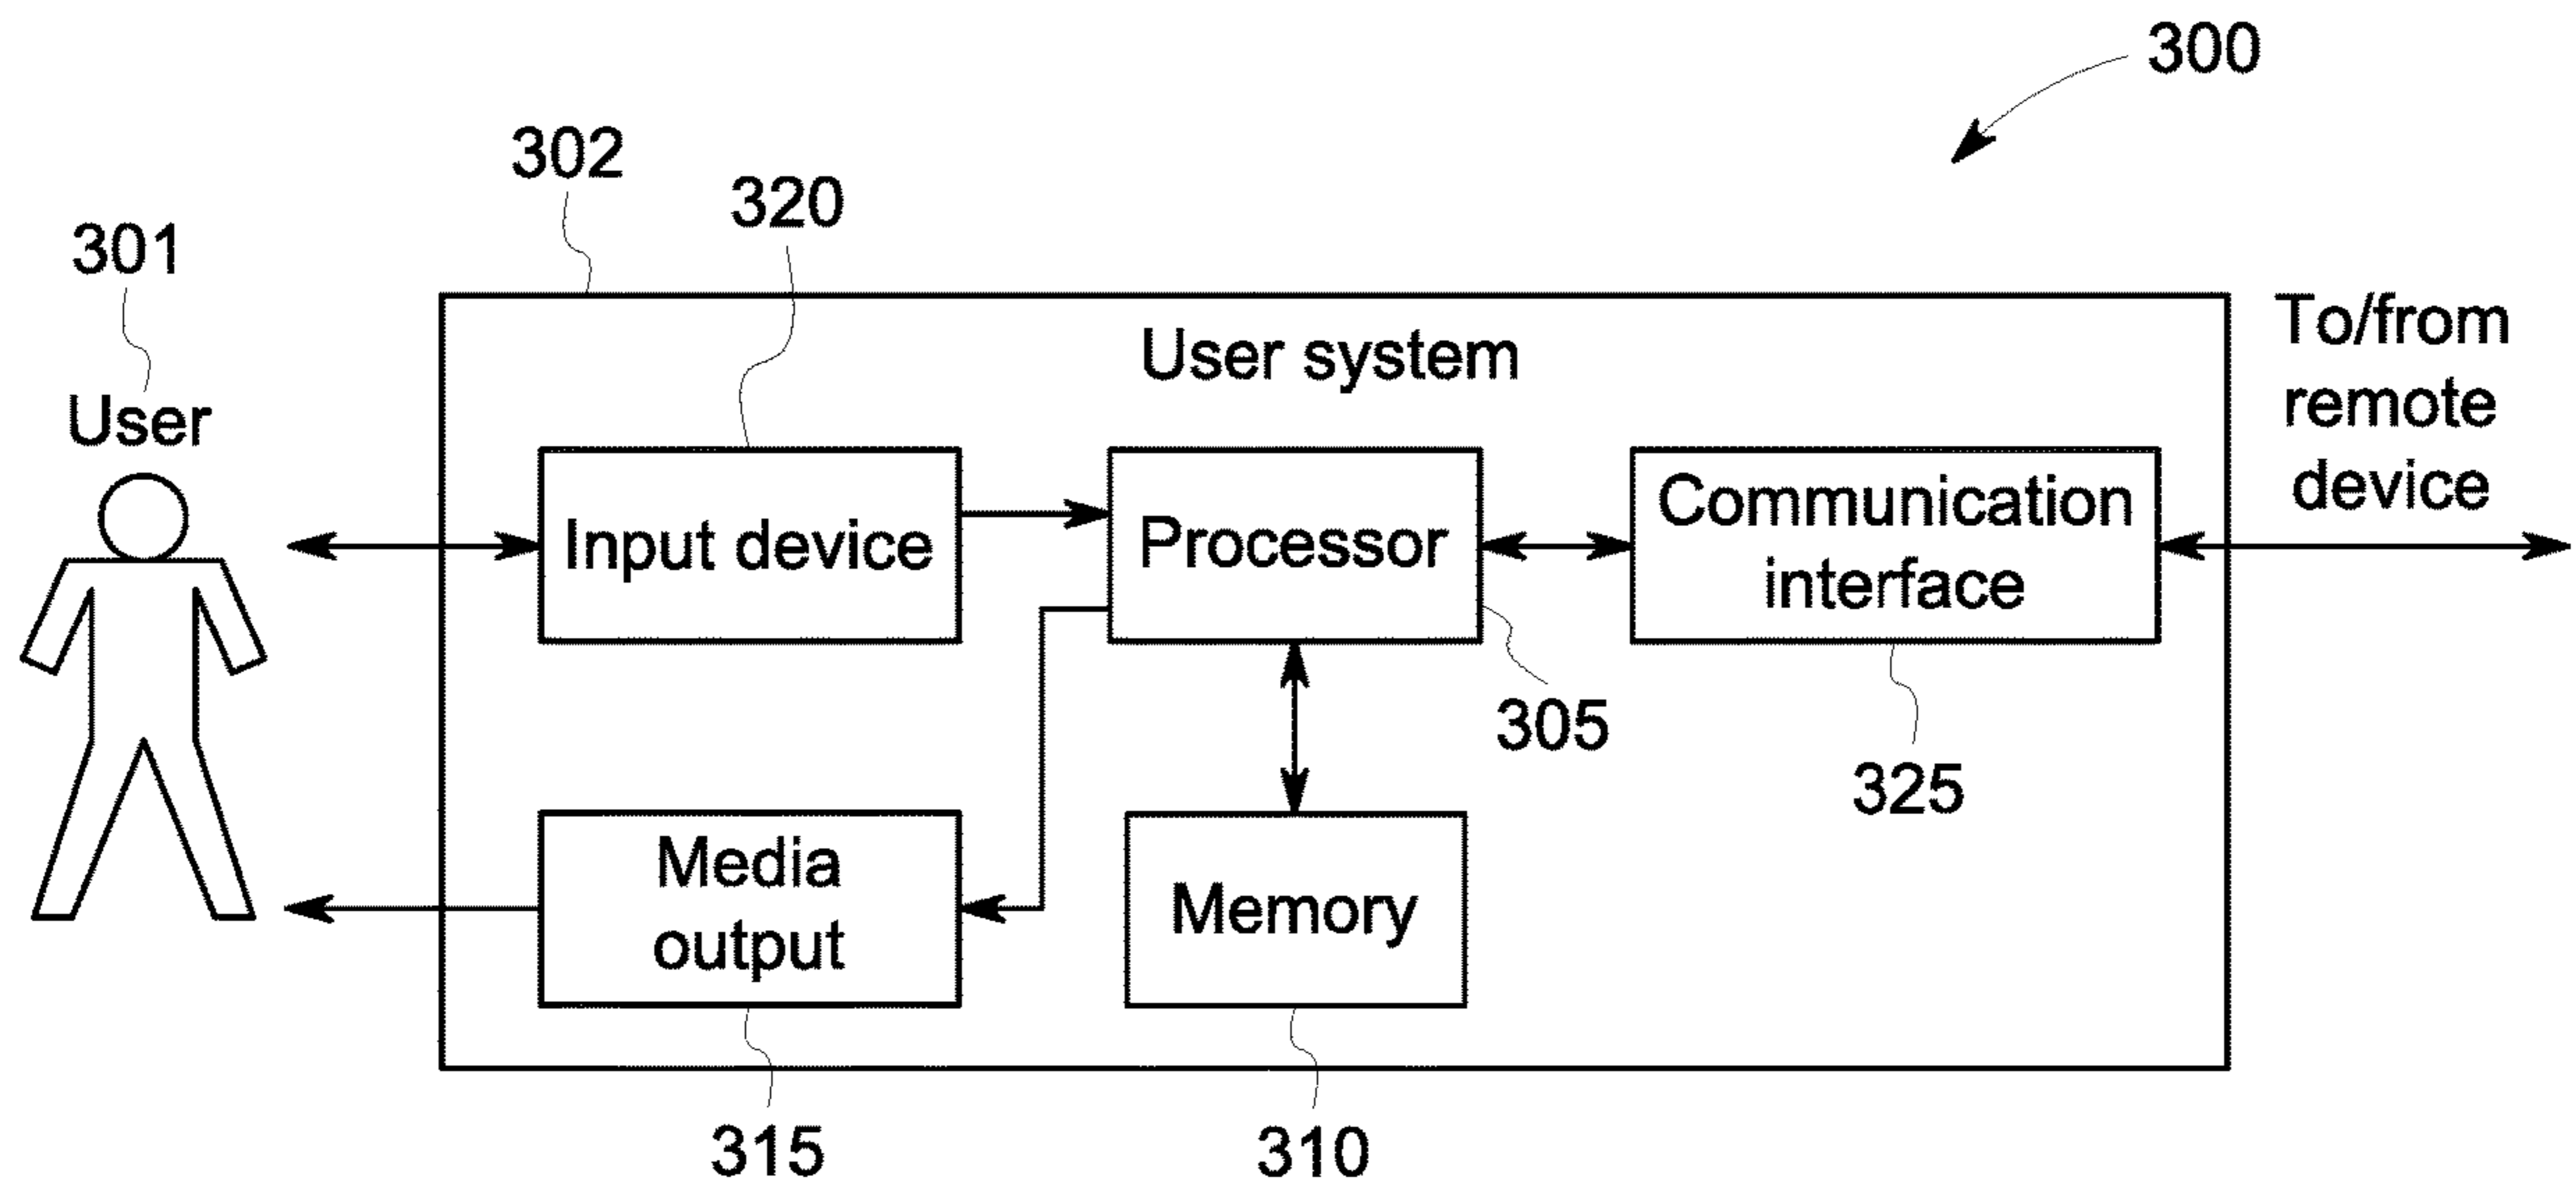 300
302
320
301
User
User system
To/from
remote
device
Input device
Processor
Communication
interface
305
325
Media
output
Memory
315
310